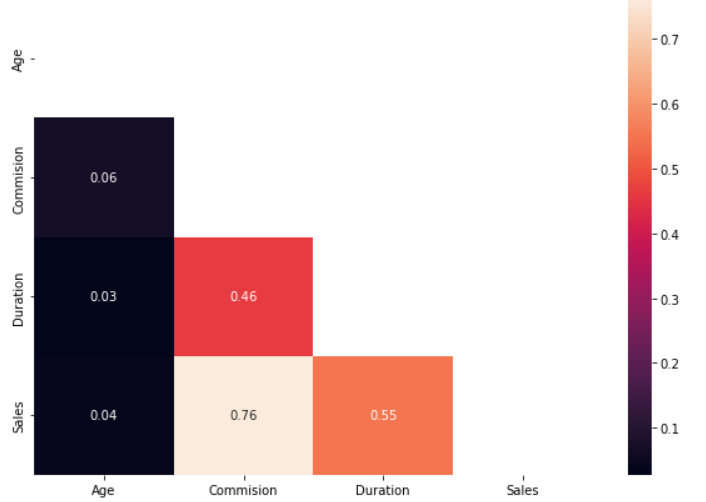 Age
Commision
0.06
Duration
0.03 0.46
Sales
0.04 0.76 0.55
Age Commision Duration Sales
0.7
0.6
0.5
0.4
0.3
0.2
0.1